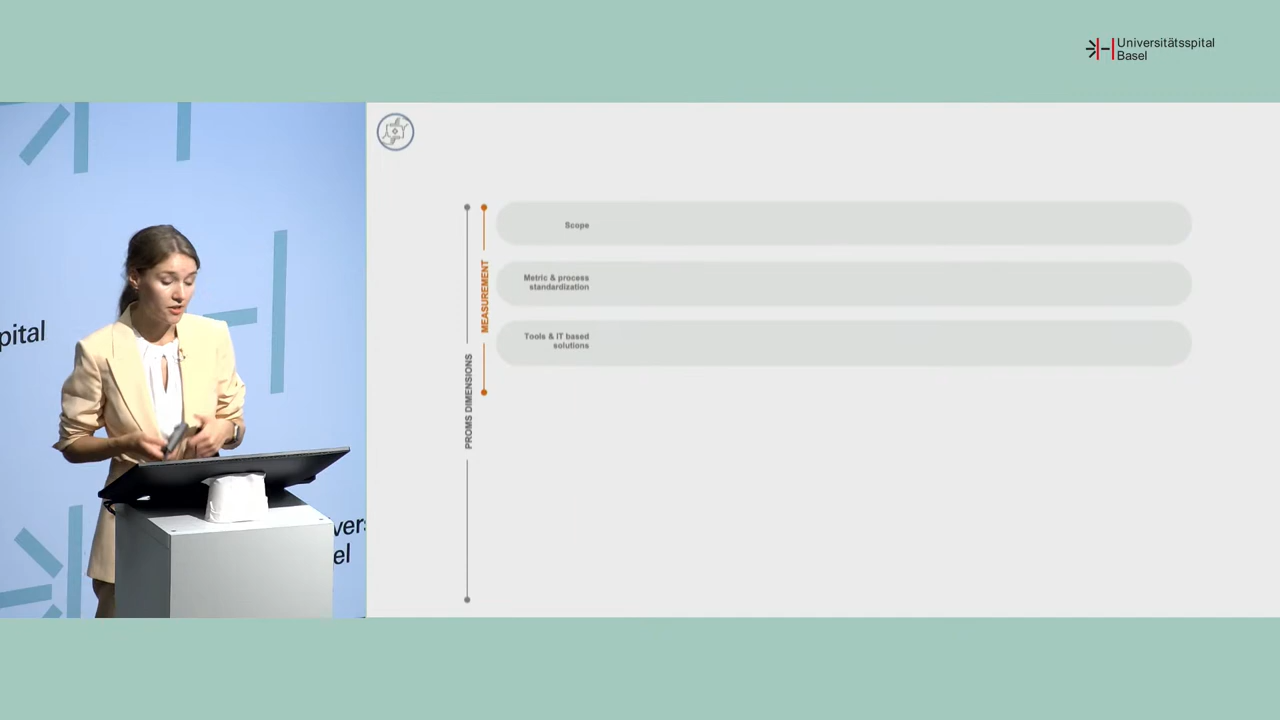 Universitätsspital
Basel
pital
vers
el
Scope
Metric & process
standardization
Tools & IT based
solutions
MEASUREMENT
PROMS DIMENSIONS